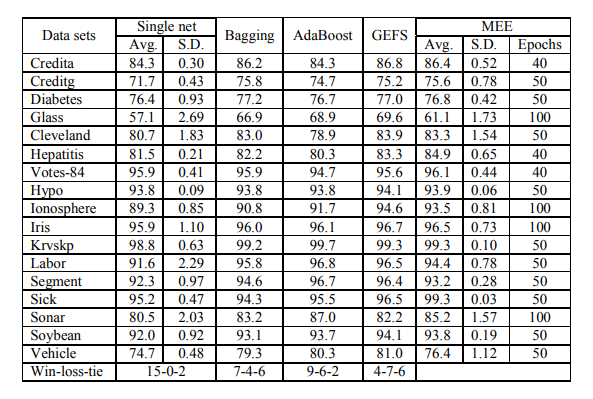 Data sets Single net Bagging AdaBoost GEFS MEE
Avg. S.D. Avg. S.D. Epochs
Credita 84.3 0.30 86.2 84.3 86.8 86.4 0.52 40
Creditg 71.7 0.43 75.8 74.7 75.2 75.6 0.78 50
Diabetes 76.4 0.93 77.2 76.7 77.0 76.8 0.42 50
Glass 57.1 2.69 66.9 68.9 69.6 61.1 1.73 100
Cleveland 80.7 1.83 83.0 78.9 83.9 83.3 1.54 50
Hepatitis 81.5 0.21 82.2 80.3 83.3 84.9 0.65 40
Votes-84 95.9 0.41 95.9 94.7 95.6 96.1 0.44 40
Hypo 93.8 0.09 93.8 93.8 94.1 93.9 0.06 50
Ionosphere 89.3 0.85 90.8 91.7 94.6 93.5 0.81 100
Iris 95.9 1.10 96.0 96.1 96.7 96.5 0.73 100
Krvskp 98.8 0.63 99.2 99.7 99.3 99.3 0.10 50
Labor 91.6 2.29 95.8 96.8 96.5 94.4 0.78 50
Segment 92.3 0.97 94.6 96.7 96.4 93.2 0.28 50
Sick 95.2 0.47 94.3 95.5 96.5 99.3 0.03 50
Sonar 80.5 2.03 83.2 87.0 82.2 85.2 1.57 100
Soybean 92.0 0.92 93.1 93.7 94.1 93.8 0.19 50
Vehicle 74.7 0.48 79.3 80.3 81.0 76.4 1.12 50
Win-loss-tie 15-0-2 7-4-6 9-6-2 4-7-6